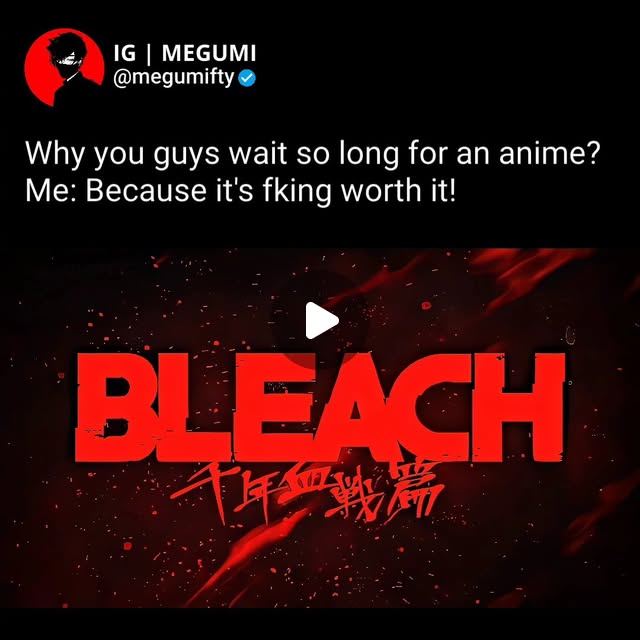 IG | MEGUMI
@megumifty
Why you guys wait so long for an anime?
Me: Because it's fking worth it!
BLEACH
千年血戦篇